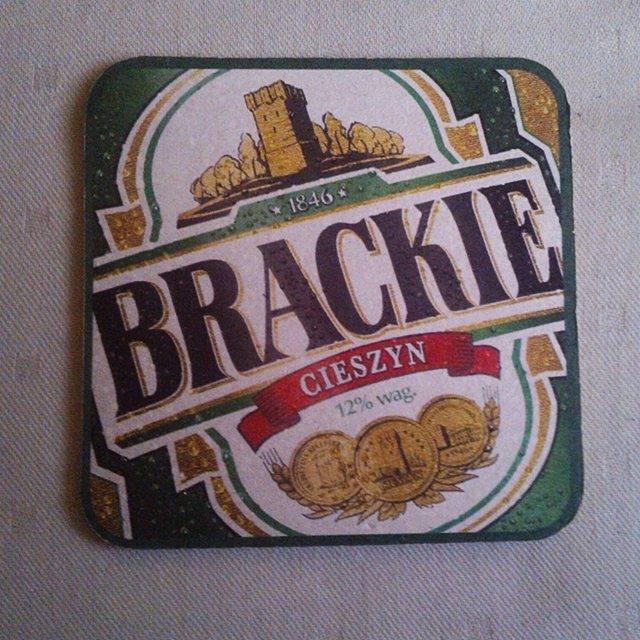 ★ 1846 ★
BRACKIE
CIESZYN
12% wag.